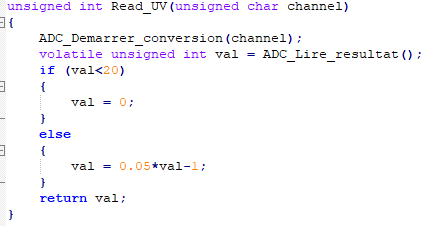 unsigned int Read_UV(unsigned char channel)
{
    ADC_Demarrer_conversion(channel);
    volatile unsigned int val = ADC_Lire_resultat();
    if (val<20)
    {
        val = 0;
    }
    else
    {
        val = 0.05*val-1;
    }
    return val;
}